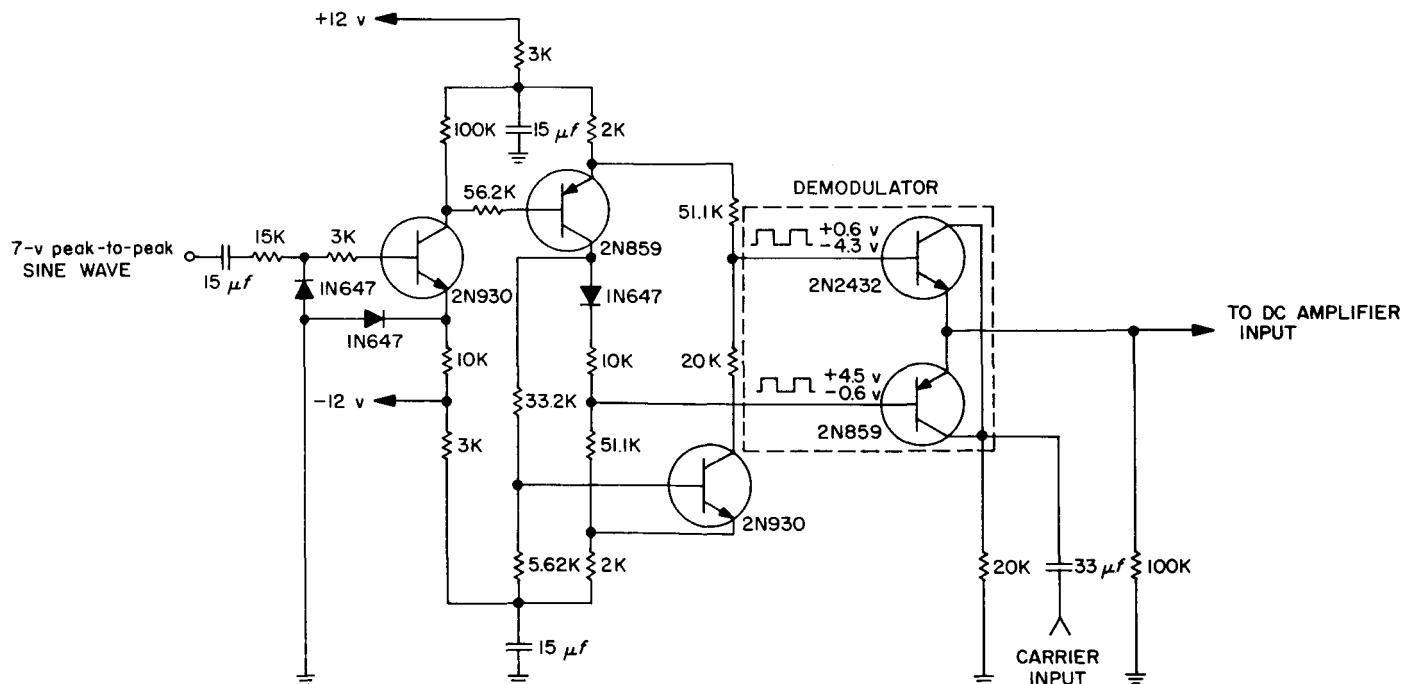 +12 v
3K
100K
15 μf
2K
56.2K
DEMODULATOR
51.1K
+0.6 v
-4.3 v
7-v peak-to-peak
SINE WAVE
15K
3K
15 μf
2N859
2N2432
1N647
2N930
1N647
1N647
TO DC AMPLIFIER
INPUT
10K
10K
20K
+4.5 v
-0.6 v
-12 v
33.2K
2N859
3K
51.1K
2N930
5.62K
2K
20K
33 μf
100K
15 μf
CARRIER
INPUT